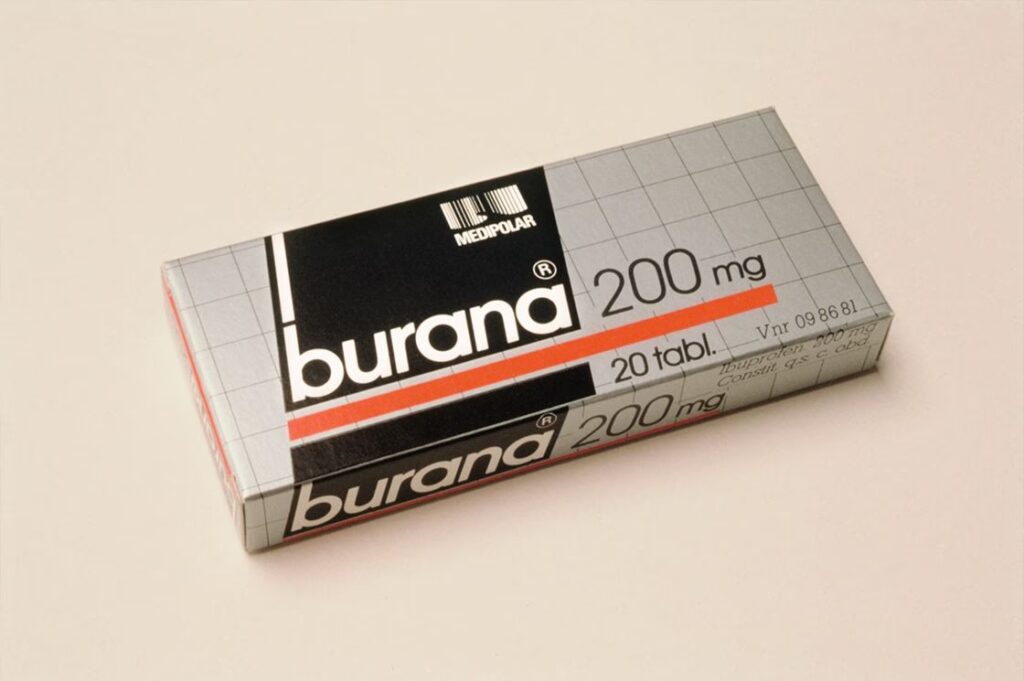 MEDIPOLAR
burana®
200 mg
20 tabl.
Vnr 09 86 81
burana®
200 mg
Ibuprofen. 200 mg
Constit. q.s. c. obd.